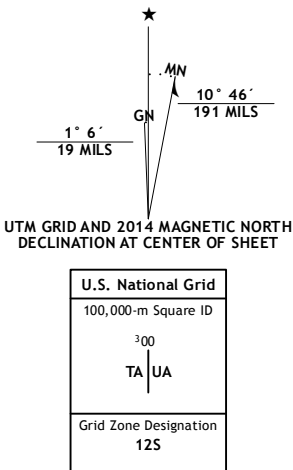 ★
MN
GN
10° 46´
191 MILS
1° 6´
19 MILS
UTM GRID AND 2014 MAGNETIC NORTH
DECLINATION AT CENTER OF SHEET
U.S. National Grid
100,000-m Square ID
³00
TA UA
Grid Zone Designation
12S